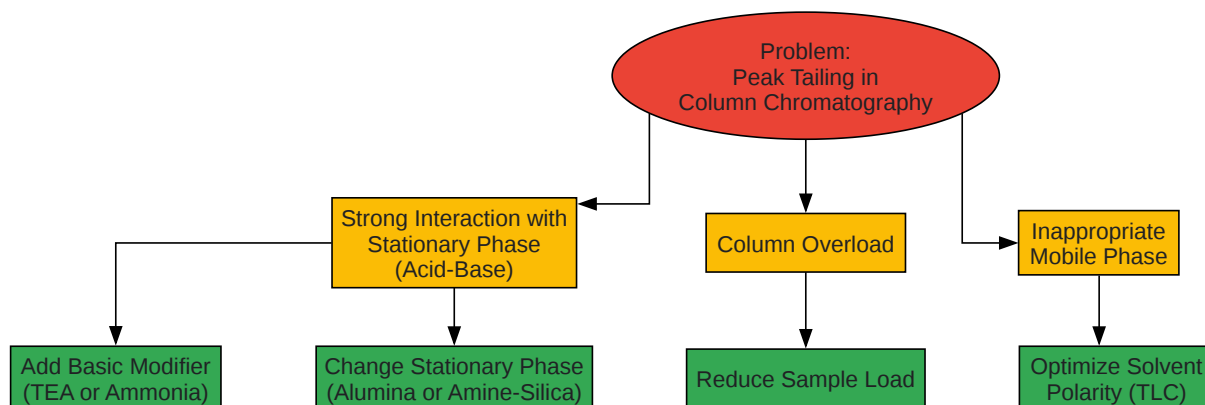 Problem:
Peak Tailing in
Column Chromatography
Strong Interaction with
Stationary Phase
(Acid-Base)
Column Overload
Inappropriate
Mobile Phase
Add Basic Modifier
(TEA or Ammonia)
Change Stationary Phase
(Alumina or Amine-Silica)
Reduce Sample Load
Optimize Solvent
Polarity (TLC)